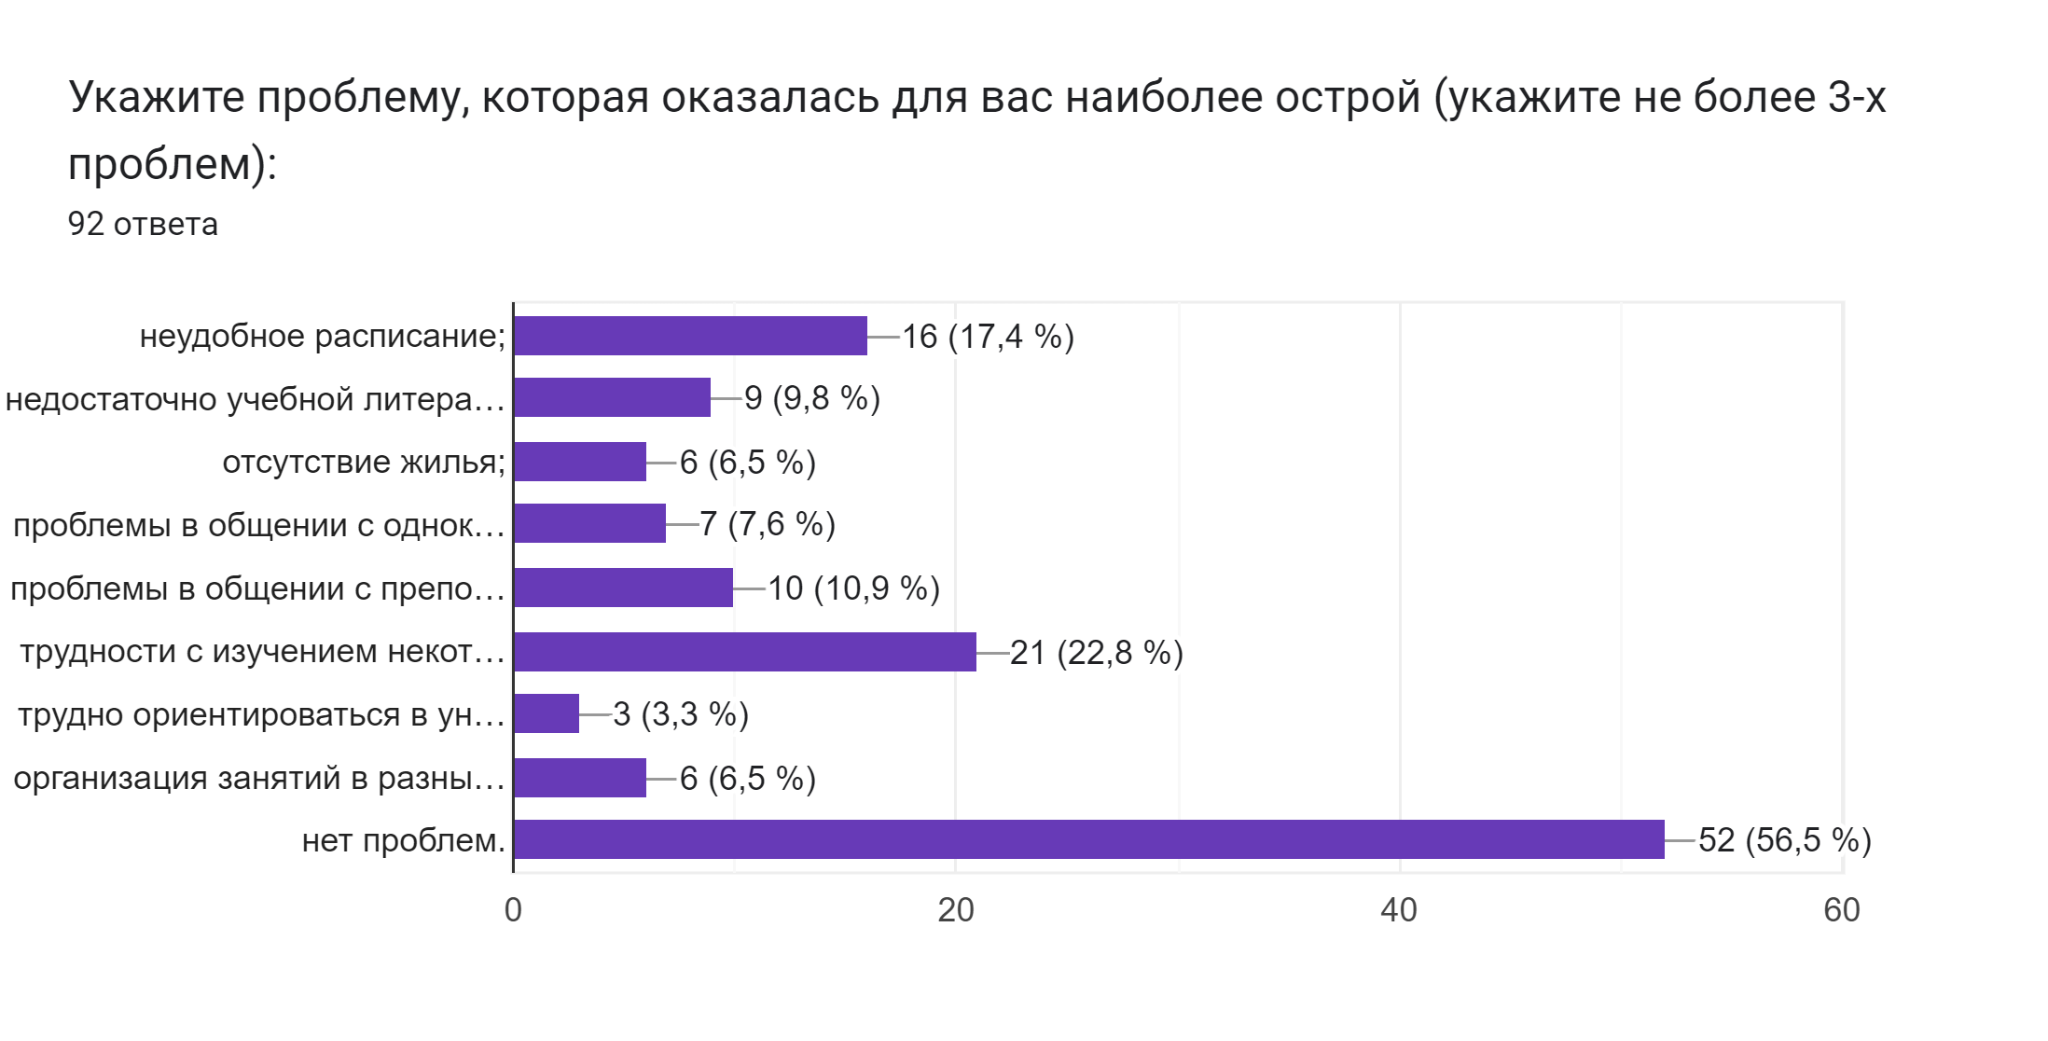 Укажите проблему, которая оказалась для вас наиболее острой (укажите не более 3-х
проблем):
92 ответа
неудобное расписание; 16 (17,4 %)
недостаточно учебной литера… 9 (9,8 %)
отсутствие жилья; 6 (6,5 %)
проблемы в общении с однок… 7 (7,6 %)
проблемы в общении с препо… 10 (10,9 %)
трудности с изучением некот… 21 (22,8 %)
трудно ориентироваться в ун… 3 (3,3 %)
организация занятий в разны… 6 (6,5 %)
нет проблем. 52 (56,5 %)
0 20 40 60